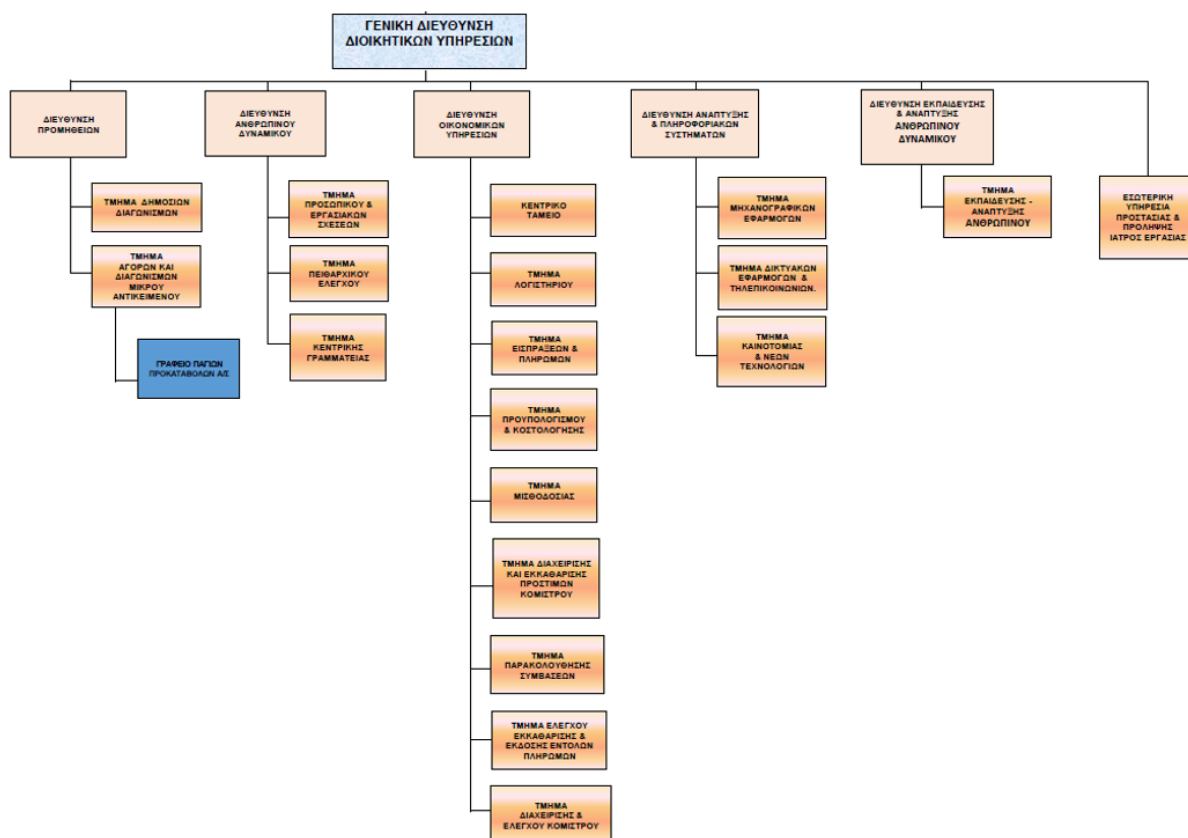 ΓΕΝΙΚΗ ΔΙΕΥΘΥΝΣΗ
ΔΙΟΙΚΗΤΙΚΩΝ ΥΠΗΡΕΣΙΩΝ
ΔΙΕΥΘΥΝΣΗ
ΠΡΟΜΗΘΕΙΩΝ
ΤΜΗΜΑ ΔΗΜΟΣΙΩΝ
ΔΙΑΓΩΝΙΣΜΩΝ
ΤΜΗΜΑ
ΑΓΟΡΩΝ ΚΑΙ
ΔΙΑΓΩΝΙΣΜΩΝ
ΜΙΚΡΟΥ
ΑΝΤΙΚΕΙΜΕΝΟΥ
ΓΡΑΦΕΙΟ ΠΑΓΙΩΝ
ΠΡΟΚΑΤΑΒΟΛΩΝ Α/Σ
ΔΙΕΥΘΥΝΣΗ
ΑΝΘΡΩΠΙΝΟΥ
ΔΥΝΑΜΙΚΟΥ
ΤΜΗΜΑ
ΠΡΟΣΩΠΙΚΟΥ &
ΕΡΓΑΣΙΑΚΩΝ
ΣΧΕΣΕΩΝ
ΤΜΗΜΑ
ΠΕΙΘΑΡΧΙΚΟΥ
ΕΛΕΓΧΟΥ
ΤΜΗΜΑ
ΚΕΝΤΡΙΚΗΣ
ΓΡΑΜΜΑΤΕΙΑΣ
ΔΙΕΥΘΥΝΣΗ
ΟΙΚΟΝΟΜΙΚΩΝ
ΥΠΗΡΕΣΙΩΝ
ΚΕΝΤΡΙΚΟ
ΤΑΜΕΙΟ
ΤΜΗΜΑ
ΛΟΓΙΣΤΗΡΙΟΥ
ΤΜΗΜΑ
ΕΙΣΠΡΑΞΕΩΝ &
ΠΛΗΡΩΜΩΝ
ΤΜΗΜΑ
ΠΡΟΥΠΟΛΟΓΙΣΜΟΥ
& ΚΟΣΤΟΛΟΓΗΣΗΣ
ΤΜΗΜΑ
ΜΙΣΘΟΔΟΣΙΑΣ
ΤΜΗΜΑ ΔΙΑΧΕΙΡΙΣΗΣ
ΚΑΙ ΕΚΚΑΘΑΡΙΣΗΣ
ΠΡΟΣΤΙΜΩΝ
ΚΟΜΙΣΤΡΟΥ
ΤΜΗΜΑ
ΠΑΡΑΚΟΛΟΥΘΗΣΗΣ
ΣΥΜΒΑΣΕΩΝ
ΤΜΗΜΑ ΕΛΕΓΧΟΥ
ΕΚΚΑΘΑΡΙΣΗΣ &
ΕΚΔΟΣΗΣ ΕΝΤΟΛΩΝ
ΠΛΗΡΩΜΩΝ
ΤΜΗΜΑ
ΔΙΑΧΕΙΡΙΣΗΣ &
ΕΛΕΓΧΟΥ ΚΟΜΙΣΤΡΟΥ
ΔΙΕΥΘΥΝΣΗ ΑΝΑΠΤΥΞΗΣ
& ΠΛΗΡΟΦΟΡΙΑΚΩΝ
ΣΥΣΤΗΜΑΤΩΝ
ΤΜΗΜΑ
ΜΗΧΑΝΟΓΡΑΦΙΚΩΝ
ΕΦΑΡΜΟΓΩΝ
ΤΜΗΜΑ ΔΙΚΤΥΑΚΩΝ
ΕΦΑΡΜΟΓΩΝ &
ΤΗΛΕΠΙΚΟΙΝΩΝΙΩΝ.
ΤΜΗΜΑ
ΚΑΙΝΟΤΟΜΙΑΣ
& ΝΕΩΝ
ΤΕΧΝΟΛΟΓΙΩΝ
ΔΙΕΥΘΥΝΣΗ ΕΚΠΑΙΔΕΥΣΗΣ
& ΑΝΑΠΤΥΞΗΣ
ΑΝΘΡΩΠΙΝΟΥ
ΔΥΝΑΜΙΚΟΥ
ΤΜΗΜΑ
ΕΚΠΑΙΔΕΥΣΗΣ -
ΑΝΑΠΤΥΞΗΣ
ΑΝΘΡΩΠΙΝΟΥ
ΕΣΩΤΕΡΙΚΗ
ΥΠΗΡΕΣΙΑ
ΠΡΟΣΤΑΣΙΑΣ &
ΠΡΟΛΗΨΗΣ
ΙΑΤΡΟΣ ΕΡΓΑΣΙΑΣ